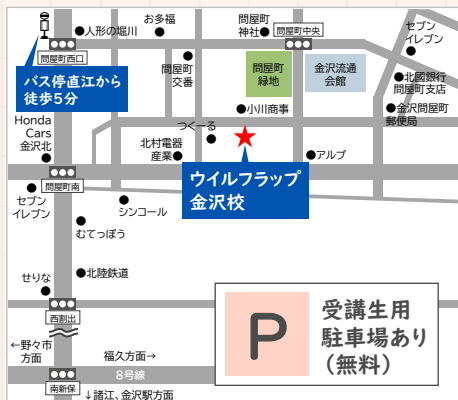 お多福
問屋町
神社
問屋町中央
セブン
イレブン
人形の堀川
問屋町西口
バス停直江から
徒歩5分
問屋町
交番
問屋町
緑地
金沢流通
会館
北國銀行
問屋町支店
小川商事
金沢問屋町
郵便局
Honda
Cars
金沢北
つくーる
北村電器
産業
アルプ
ウイルフラップ
金沢校
問屋町南
セブン
イレブン
シンコール
むてっぽう
せりな
北陸鉄道
西割出
←野々市
方面
福久方面→
8号線
南新保
↓諸江、金沢駅方面
P
受講生用
駐車場あり
(無料)